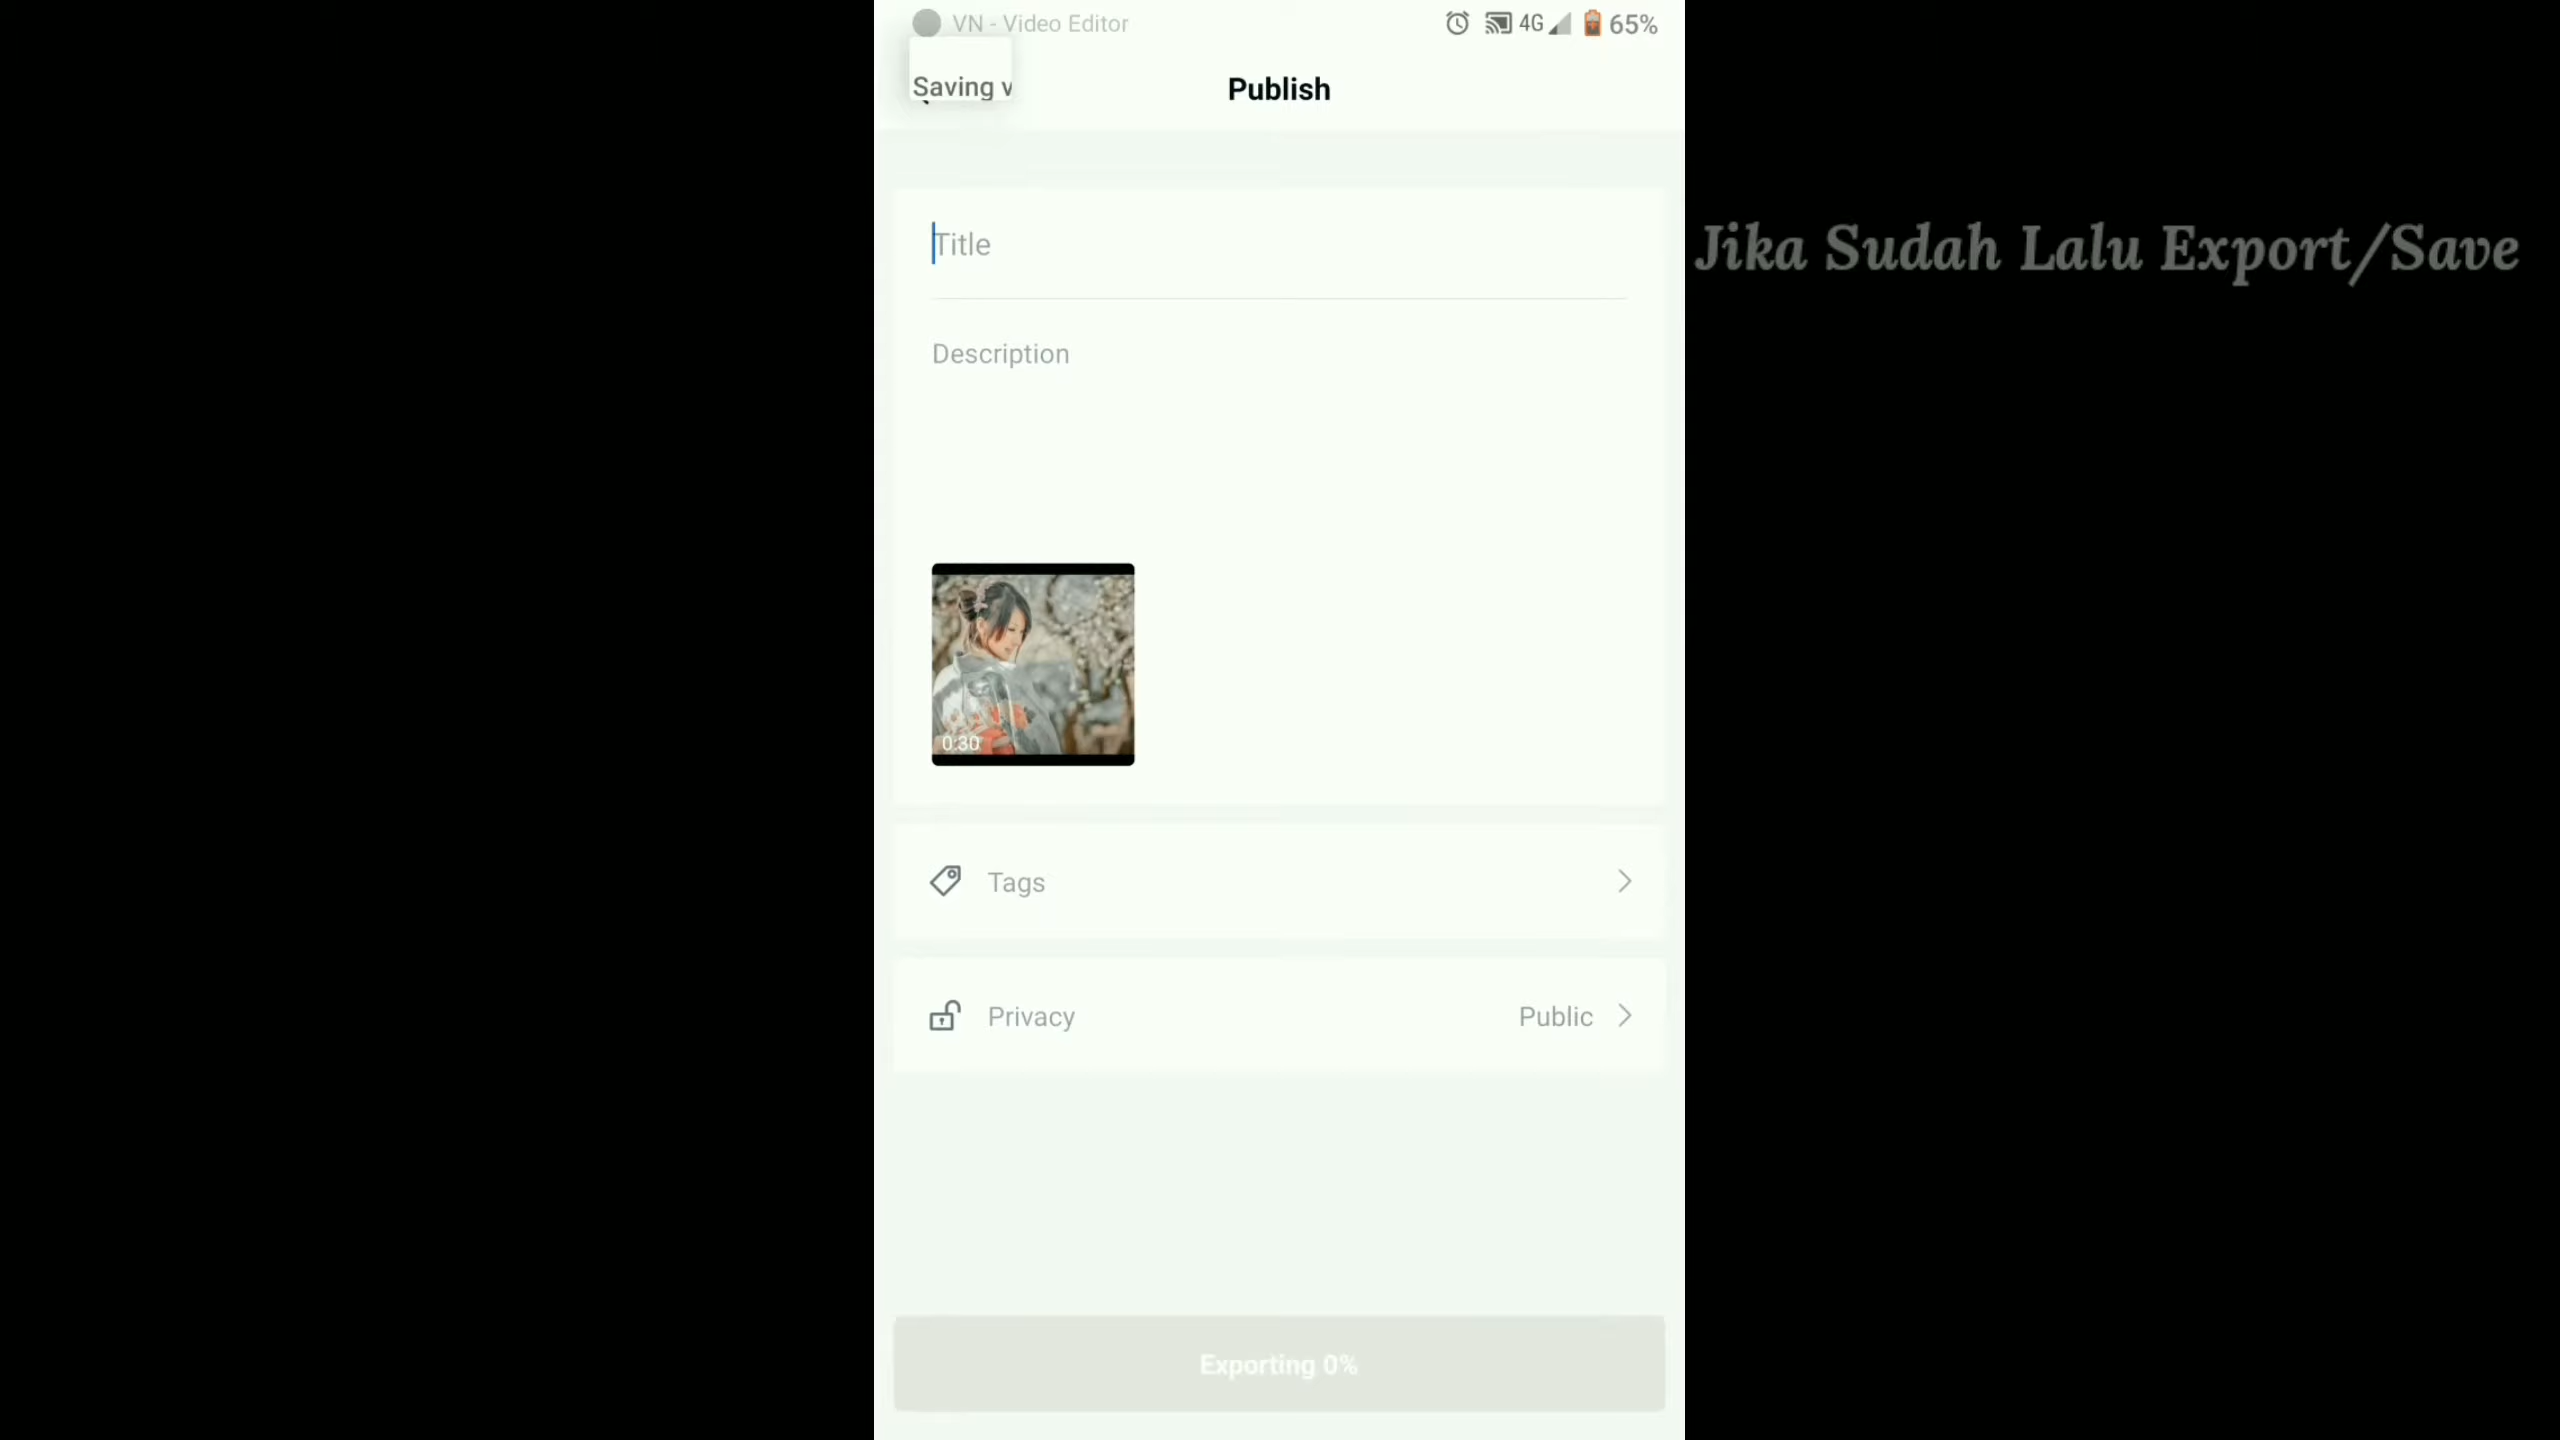 VN - Video Editor
4G
65%
Saving v
Publish
Jika Sudah Lalu Export/Save
Title
Description
0:30
Tags
Privacy
Public
Exporting 0%